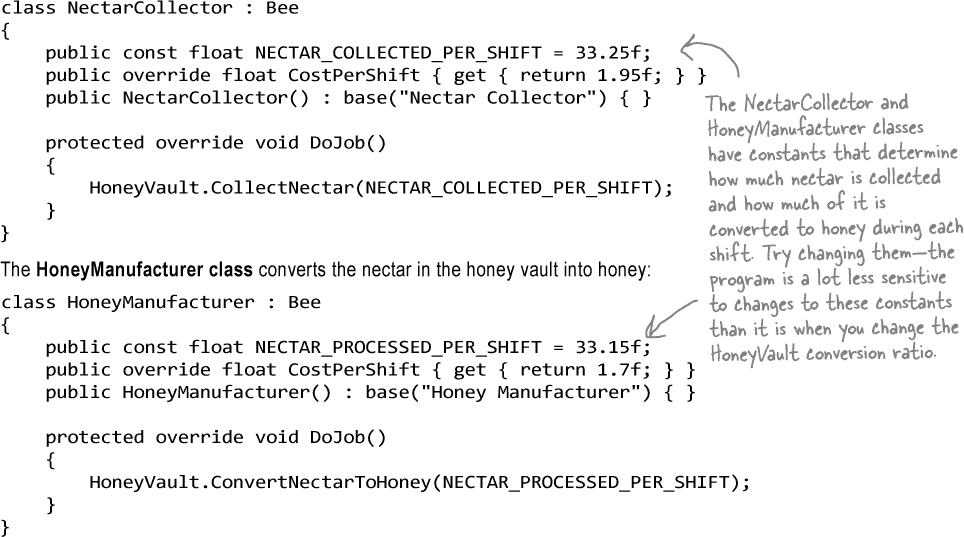 class NectarCollector : Bee
{
    public const float NECTAR_COLLECTED_PER_SHIFT = 33.25f;
    public override float CostPerShift { get { return 1.95f; } }
    public NectarCollector() : base("Nectar Collector") { }

    protected override void DoJob()
    {
        HoneyVault.CollectNectar(NECTAR_COLLECTED_PER_SHIFT);
    }
}
The NectarCollector and
HoneyManufacturer classes
have constants that determine
how much nectar is collected
and how much of it is
converted to honey during each
shift. Try changing them—the
program is a lot less sensitive
to changes to these constants
than it is when you change the
HoneyVault conversion ratio.
The HoneyManufacturer class converts the nectar in the honey vault into honey:
class HoneyManufacturer : Bee
{
    public const float NECTAR_PROCESSED_PER_SHIFT = 33.15f;
    public override float CostPerShift { get { return 1.7f; } }
    public HoneyManufacturer() : base("Honey Manufacturer") { }

    protected override void DoJob()
    {
        HoneyVault.ConvertNectarToHoney(NECTAR_PROCESSED_PER_SHIFT);
    }
}